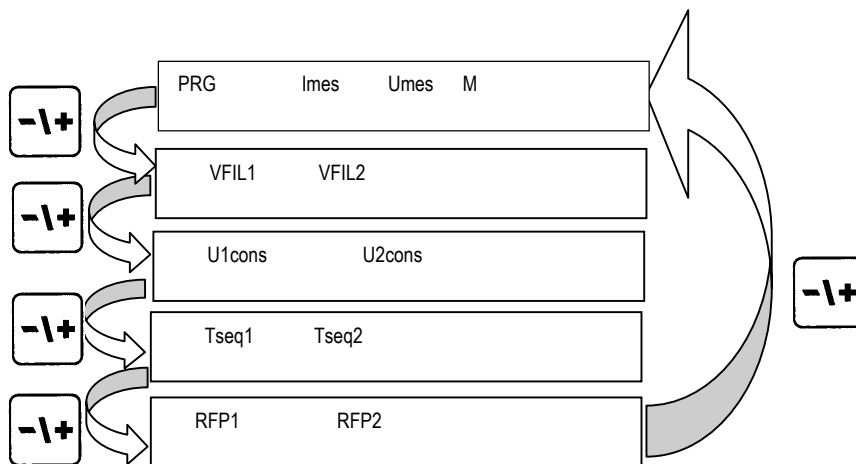 PRG Imes Umes M
-\+
VFIL1 VFIL2
-\+
U1cons U2cons
-\+
Tseq1 Tseq2
-\+
RFP1 RFP2
-\+